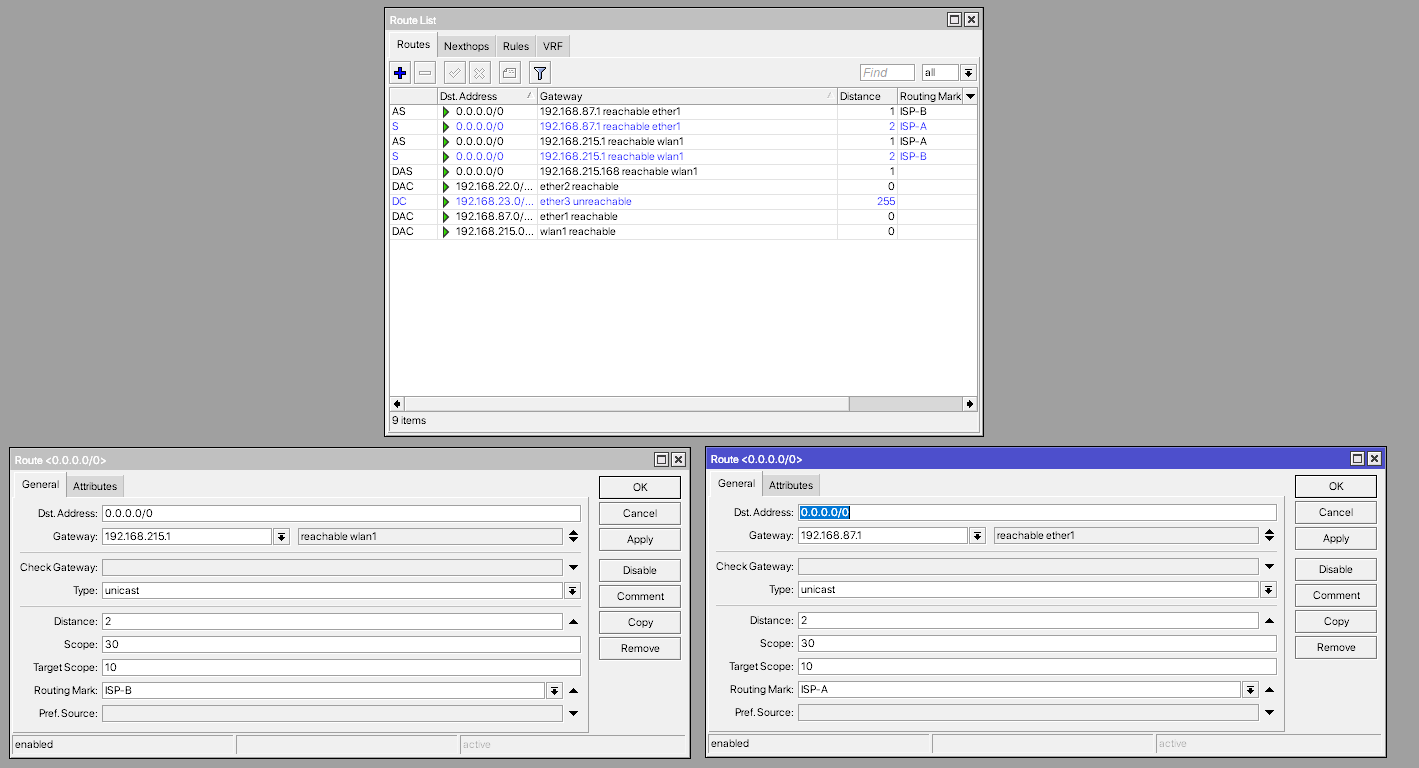 Route List
Routes Nexthops Rules VRF
Find all
Dst. Address Gateway Distance Routing Mark
AS 0.0.0.0/0 192.168.87.1 reachable ether1 1 ISP-B
S 0.0.0.0/0 192.168.87.1 reachable ether1 2 ISP-A
AS 0.0.0.0/0 192.168.215.1 reachable wlan1 1 ISP-A
S 0.0.0.0/0 192.168.215.1 reachable wlan1 2 ISP-B
DAS 0.0.0.0/0 192.168.215.168 reachable wlan1 1
DAC 192.168.22.0/... ether2 reachable 0
DC 192.168.23.0/... ether3 unreachable 255
DAC 192.168.87.0/... ether1 reachable 0
DAC 192.168.215.0... wlan1 reachable 0
9 items
Route <0.0.0.0/0>
General Attributes
Dst. Address: 0.0.0.0/0
Gateway: 192.168.215.1 reachable wlan1
Check Gateway:
Type: unicast
Distance: 2
Scope: 30
Target Scope: 10
Routing Mark: ISP-B
Pref. Source:
OK
Cancel
Apply
Disable
Comment
Copy
Remove
enabled active
Route <0.0.0.0/0>
General Attributes
Dst. Address: 0.0.0.0/0
Gateway: 192.168.87.1 reachable ether1
Check Gateway:
Type: unicast
Distance: 2
Scope: 30
Target Scope: 10
Routing Mark: ISP-A
Pref. Source:
OK
Cancel
Apply
Disable
Comment
Copy
Remove
enabled active